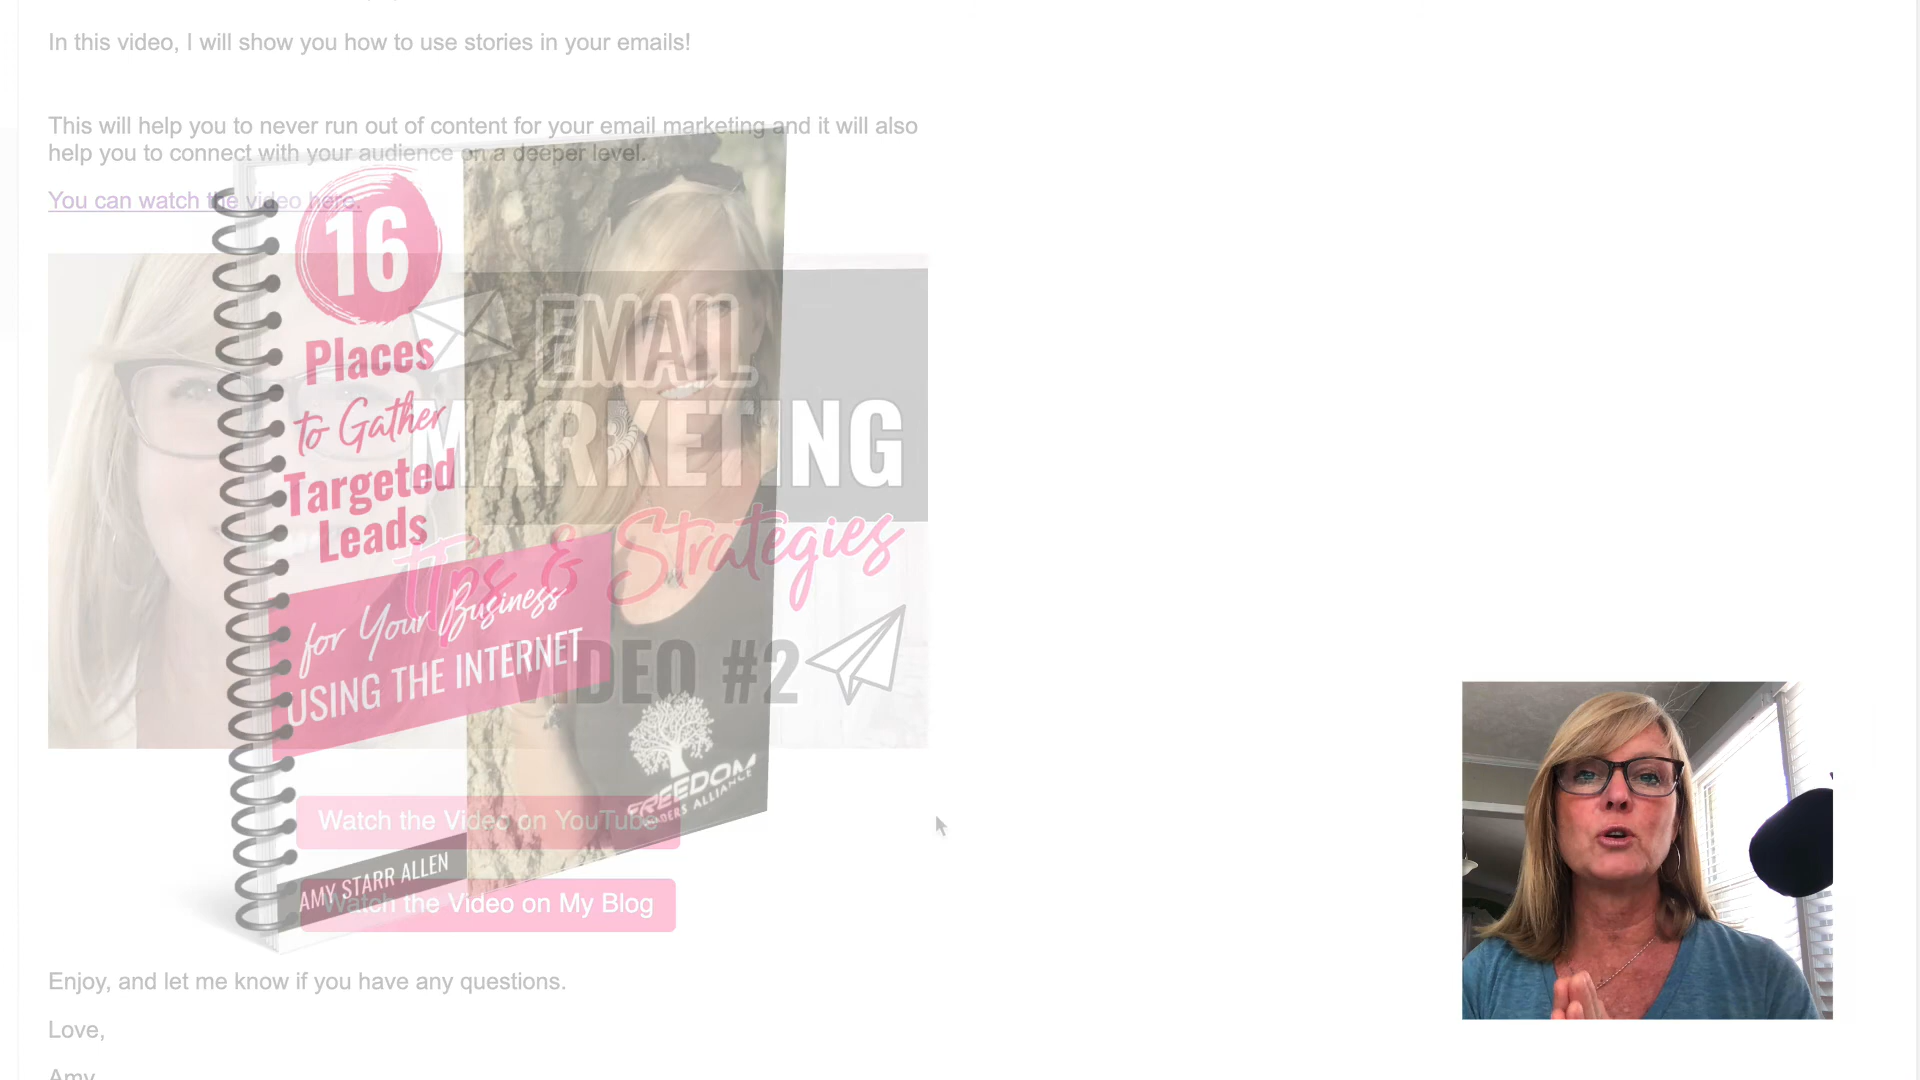 In this video, I will show you how to use stories in your emails!
This will help you to never run out of content for your email marketing and it will also
help you to connect with your audience on a deeper level.
You can watch the video here.
16
Places
to Gather
Targeted
Leads
for Your Business
USING THE INTERNET
AMY STARR ALLEN
FREEDOM
LEADERS ALLIANCE
EMAIL
MARKETING
Tips & Strategies
VIDEO #2
Watch the Video on YouTube
Watch the Video on My Blog
Enjoy, and let me know if you have any questions.
Love,
Amy